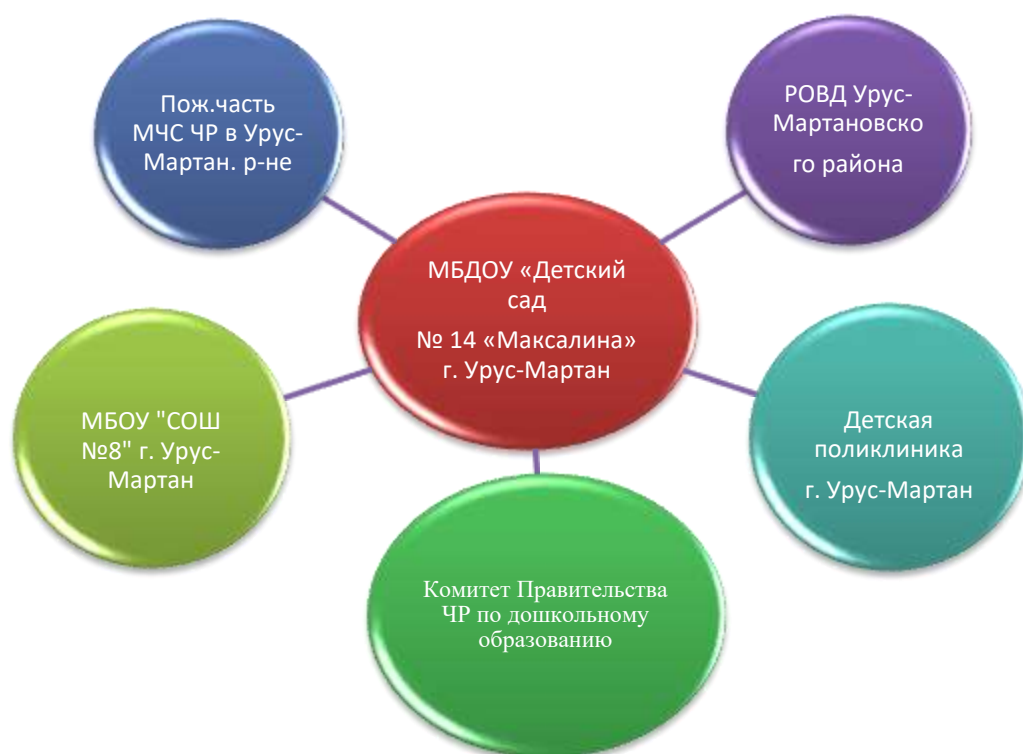 Пож.часть
МЧС ЧР в Урус-
Мартан. р-не
РОВД Урус-
Мартановско
го района
МБДОУ «Детский
сад
№ 14 «Максалина»
г. Урус-Мартан
МБОУ "СОШ
№8" г. Урус-
Мартан
Детская
поликлиника
г. Урус-Мартан
Комитет Правительства
ЧР по дошкольному
образованию